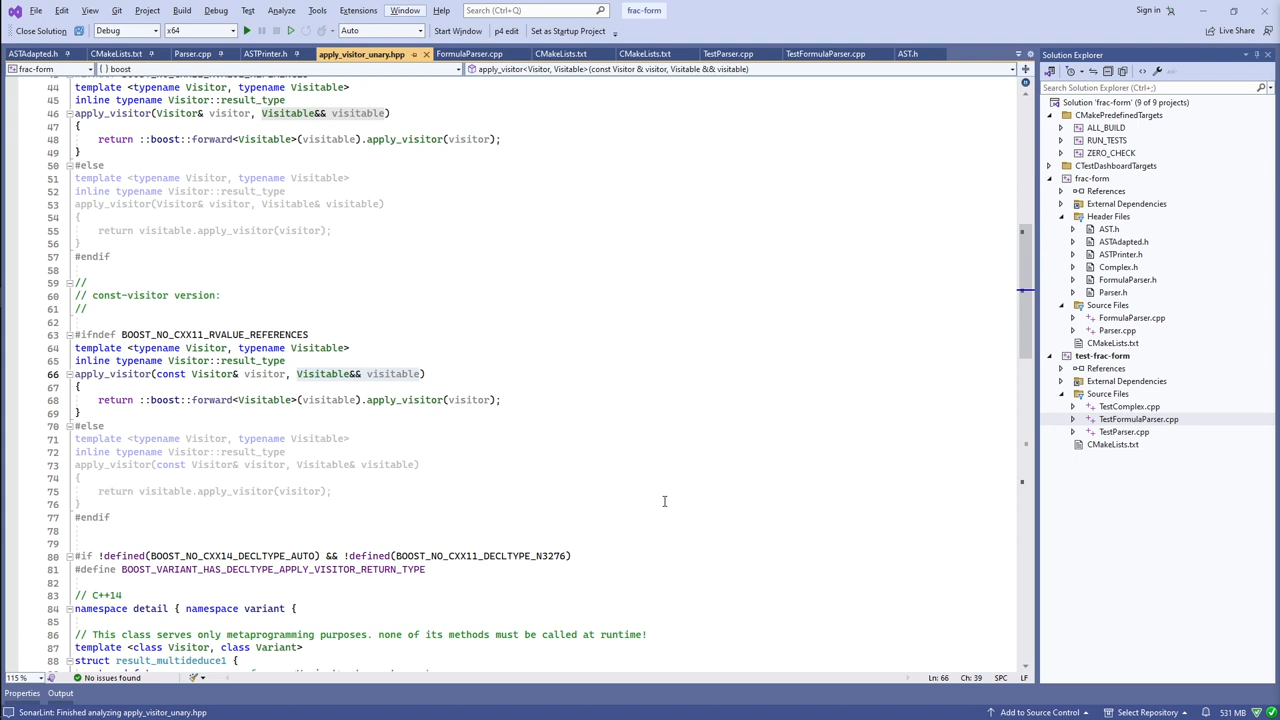 File Edit View Git Project Build Debug Test Analyze Tools Extensions Window Help Search (Ctrl+Q) frac-form Sign in
Close Solution Debug x64 Auto Start Window p4 edit Start Startup Project... Live Share
ASTAdapted.h CMakeLists.txt Parser.cpp ASTPrinter.h apply_visitor_unary.hpp FormulaParser.cpp CMakeLists.txt CMakeLists.txt TestParser.cpp TestFormulaParser.cpp AST.h
frac-form boost apply_visitor<Visitor, Visitable>(const Visitor & visitor, Visitable && visitable)
44 template <typename Visitor, typename Visitable>
45 inline typename Visitor::result_type
46 apply_visitor(Visitor& visitor, Visitable&& visitable)
47 {
48 return ::boost::forward<Visitable>(visitable).apply_visitor(visitor);
49 }
50 #else
51 template <typename Visitor, typename Visitable>
52 inline typename Visitor::result_type
53 apply_visitor(Visitor& visitor, Visitable& visitable)
54 {
55 return visitable.apply_visitor(visitor);
56 }
57 #endif
58
59 //
60 // const-visitor version:
61 //
62
63 #ifndef BOOST_NO_CXX11_RVALUE_REFERENCES
64 template <typename Visitor, typename Visitable>
65 inline typename Visitor::result_type
66 apply_visitor(const Visitor& visitor, Visitable&& visitable)
67 {
68 return ::boost::forward<Visitable>(visitable).apply_visitor(visitor);
69 }
70 #else
71 template <typename Visitor, typename Visitable>
72 inline typename Visitor::result_type
73 apply_visitor(const Visitor& visitor, Visitable& visitable)
74 {
75 return visitable.apply_visitor(visitor);
76 }
77 #endif
78
79
80 #if !defined(BOOST_NO_CXX14_DECLTYPE_AUTO) && !defined(BOOST_NO_CXX11_DECLTYPE_N3276)
81 #define BOOST_VARIANT_HAS_DECLTYPE_APPLY_VISITOR_RETURN_TYPE
82
83 // C++14
84 namespace detail { namespace variant {
85
86 // This class serves only metaprogramming purposes. none of its methods must be called at runtime!
87 template <class Visitor, class Variant>
88 struct result_multideduce1 {
115 % No issues found Ln: 66 Ch: 39 SPC LF
Properties Output
SonarLint: Finished analyzing apply_visitor_unary.hpp Add to Source Control Select Repository 531 MB
Solution Explorer
Search Solution Explorer (Ctrl+;)
Solution 'frac-form' (9 of 9 projects)
CMakePredefinedTargets
ALL_BUILD
RUN_TESTS
ZERO_CHECK
CTestDashboardTargets
frac-form
References
External Dependencies
Header Files
AST.h
ASTAdapted.h
ASTPrinter.h
Complex.h
FormulaParser.h
Parser.h
Source Files
FormulaParser.cpp
Parser.cpp
CMakeLists.txt
test-frac-form
References
External Dependencies
Source Files
TestComplex.cpp
TestFormulaParser.cpp
TestParser.cpp
CMakeLists.txt